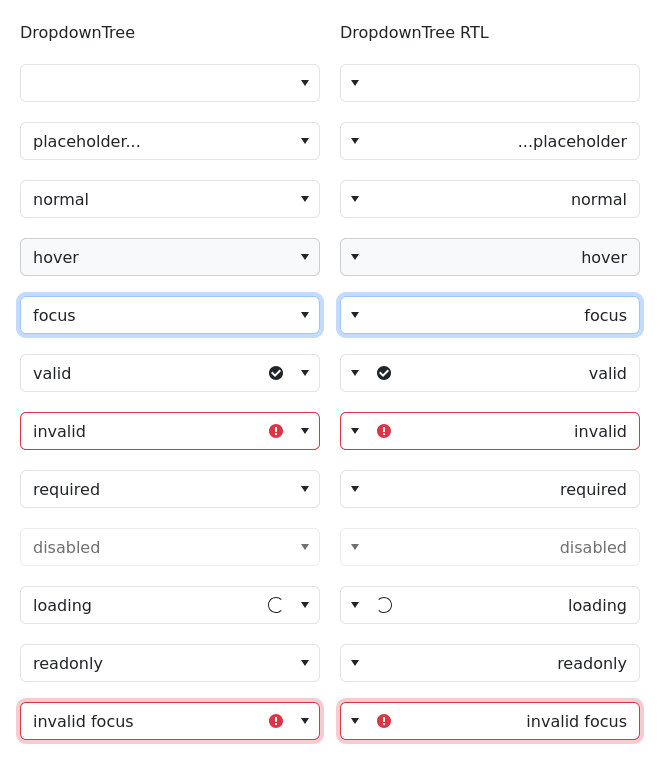 DropdownTree
DropdownTree RTL
placeholder...
...placeholder
normal
normal
hover
hover
focus
focus
valid
valid
invalid
invalid
required
required
disabled
disabled
loading
loading
readonly
readonly
invalid focus
invalid focus